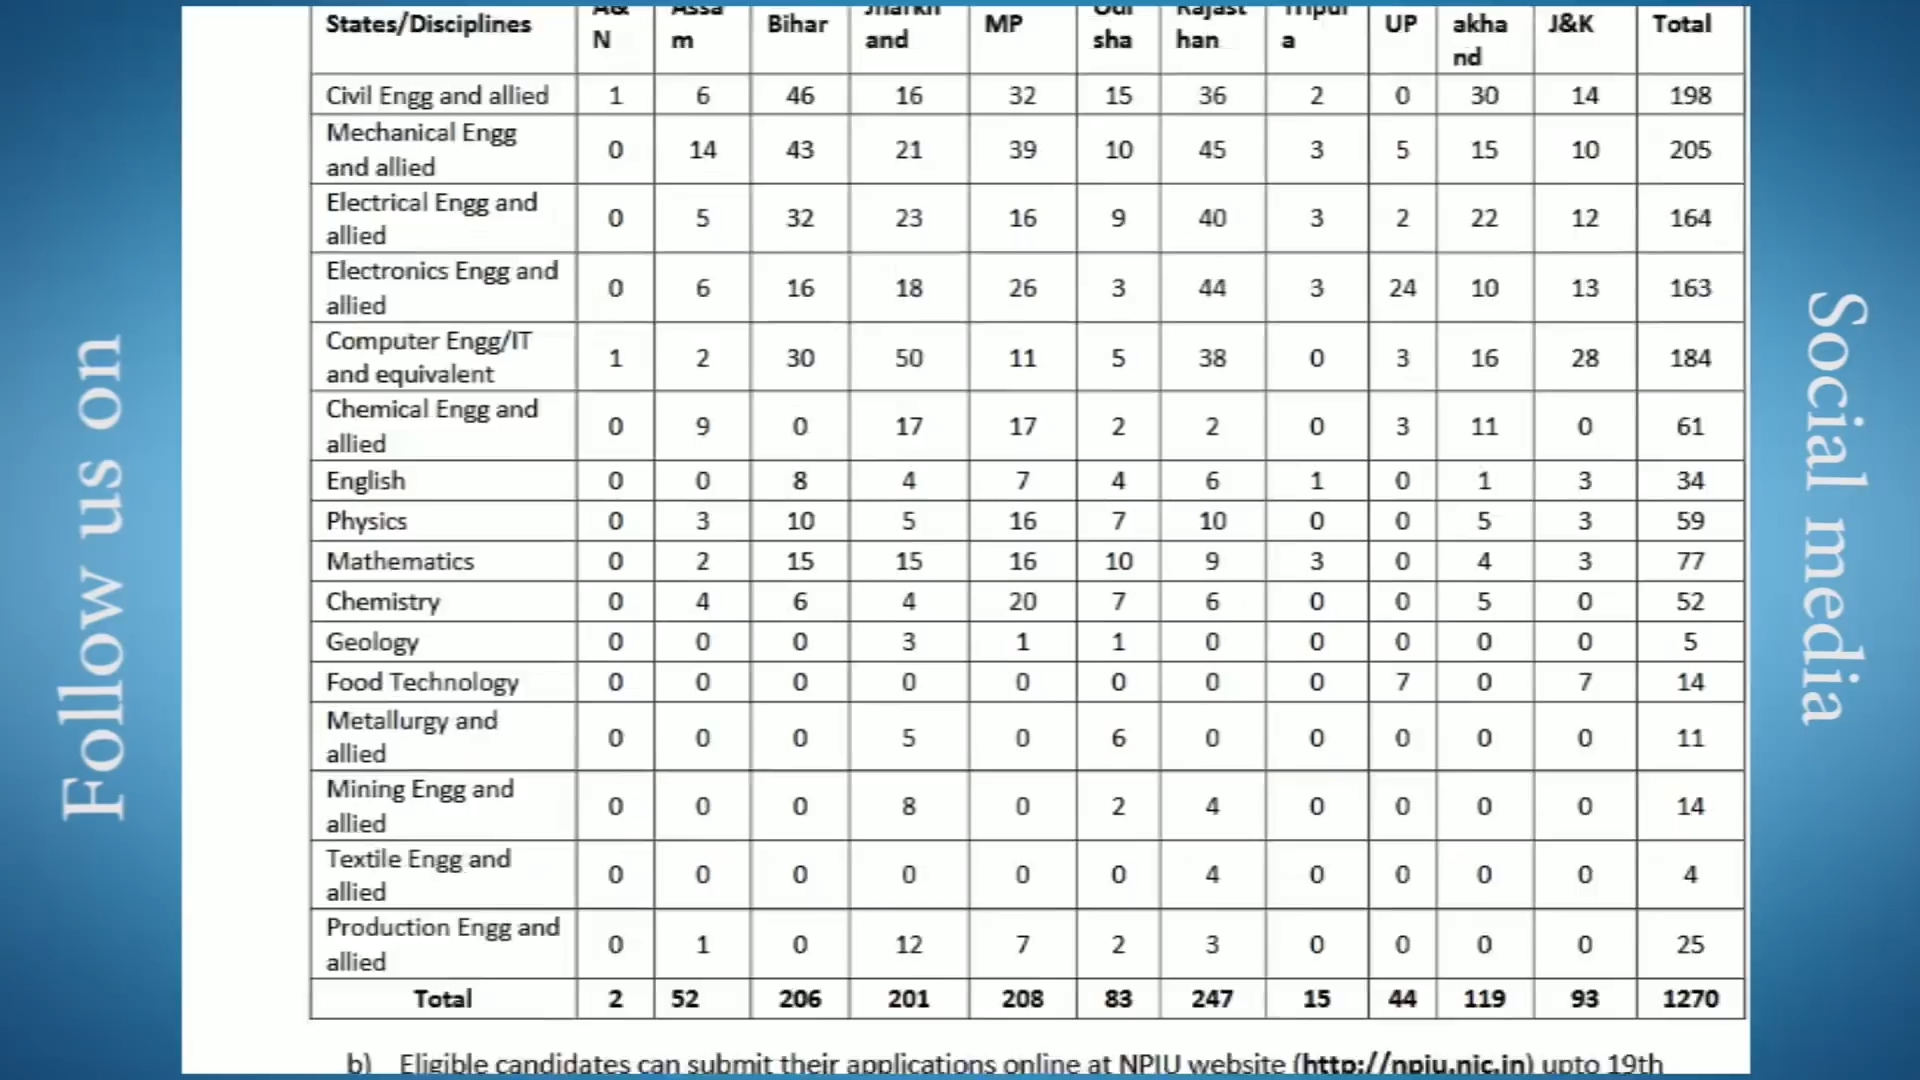 States/Disciplines A&N Assam Bihar Jharkhand MP Odisha Rajasthan Tripura UP akhand J&K Total
Civil Engg and allied 1 6 46 16 32 15 36 2 0 30 14 198
Mechanical Engg and allied 0 14 43 21 39 10 45 3 5 15 10 205
Electrical Engg and allied 0 5 32 23 16 9 40 3 2 22 12 164
Electronics Engg and allied 0 6 16 18 26 3 44 3 24 10 13 163
Computer Engg/IT and equivalent 1 2 30 50 11 5 38 0 3 16 28 184
Chemical Engg and allied 0 9 0 17 17 2 2 0 3 11 0 61
English 0 0 8 4 7 4 6 1 0 1 3 34
Physics 0 3 10 5 16 7 10 0 0 5 3 59
Mathematics 0 2 15 15 16 10 9 3 0 4 3 77
Chemistry 0 4 6 4 20 7 6 0 0 5 0 52
Geology 0 0 0 3 1 1 0 0 0 0 0 5
Food Technology 0 0 0 0 0 0 0 0 7 0 7 14
Metallurgy and allied 0 0 0 5 0 6 0 0 0 0 0 11
Mining Engg and allied 0 0 0 8 0 2 4 0 0 0 0 14
Textile Engg and allied 0 0 0 0 0 0 4 0 0 0 0 4
Production Engg and allied 0 1 0 12 7 2 3 0 0 0 0 25
Total 2 52 206 201 208 83 247 15 44 119 93 1270
b) Eligible candidates can submit their applications online at NPIU website (http://npiu.nic.in) upto 19th
Follow us on
Social media